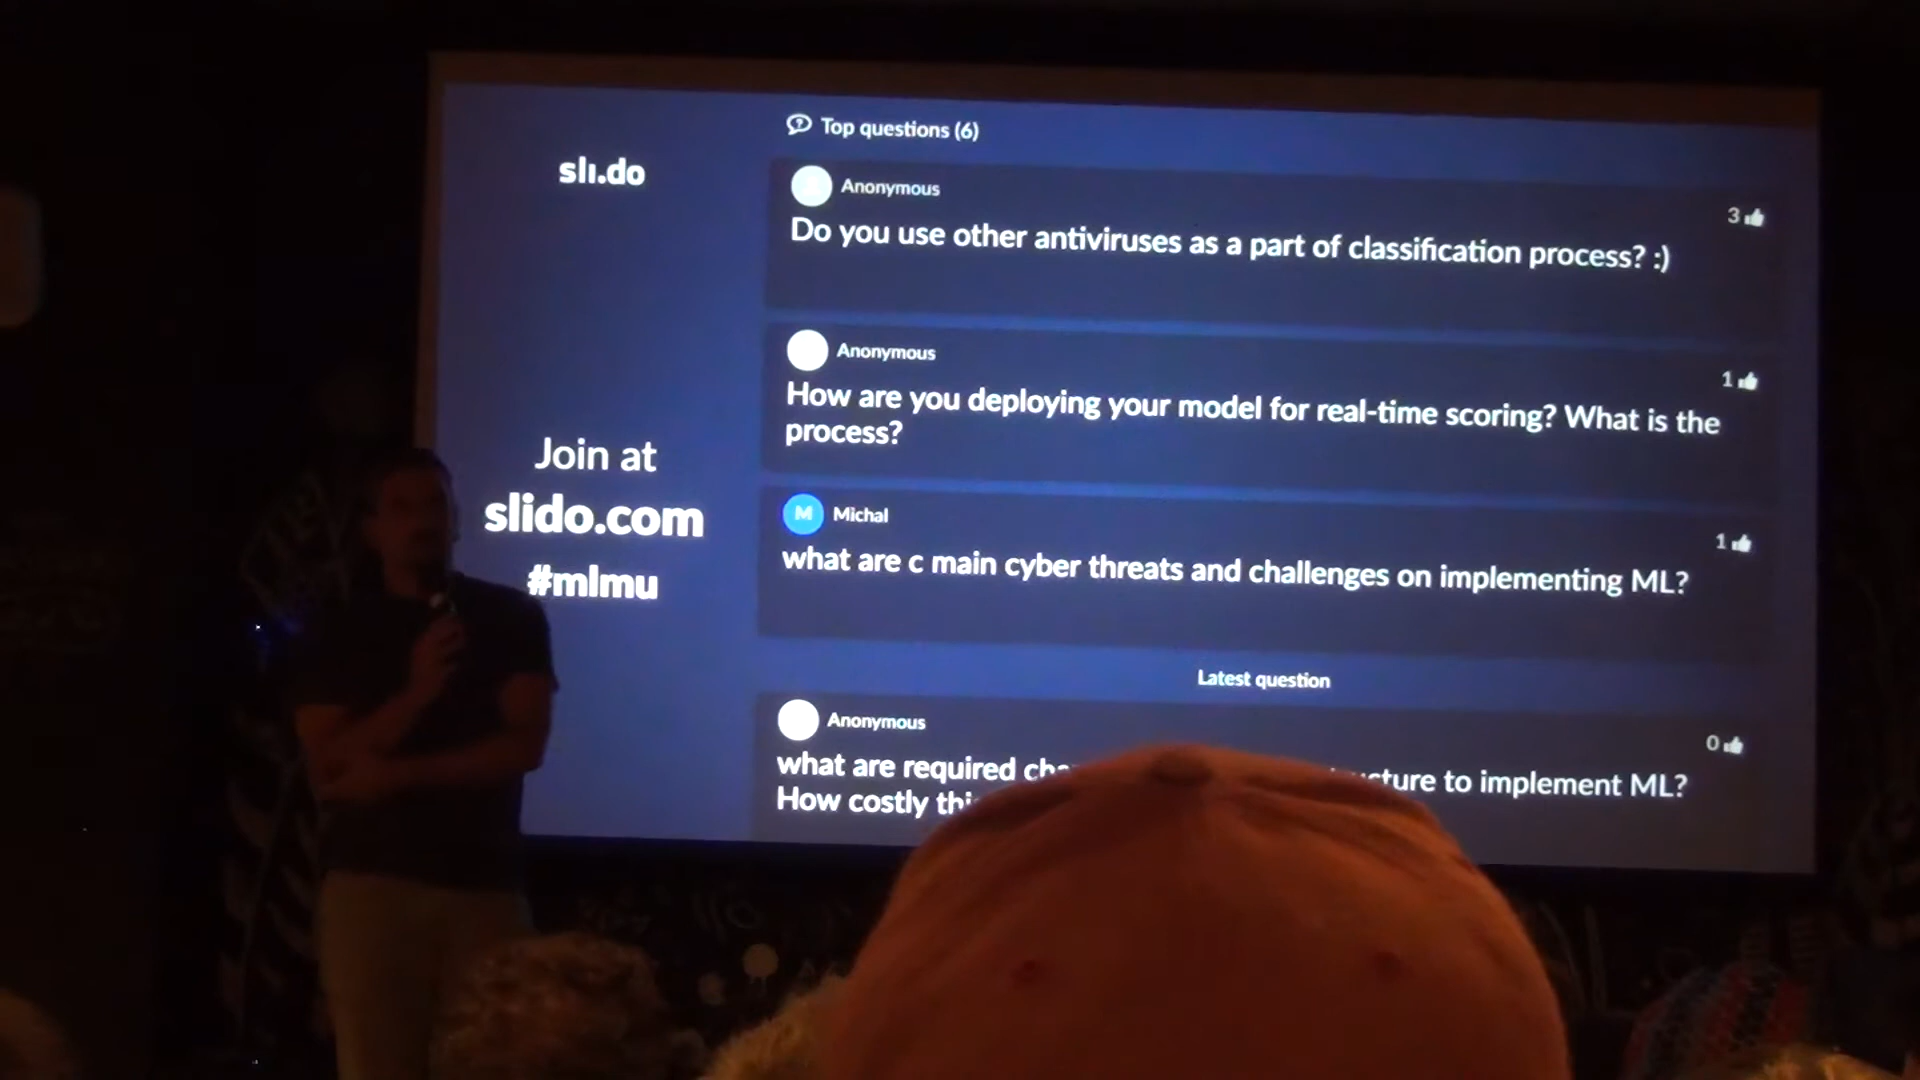 Top questions (6)
sli.do
Anonymous
3
Do you use other antiviruses as a part of classification process? :)
Anonymous
1
How are you deploying your model for real-time scoring? What is the
process?
Join at
slido.com
#mlmu
M Michal
1
what are c main cyber threats and challenges on implementing ML?
Latest question
Anonymous
0
what are required to implement ML?
How costly